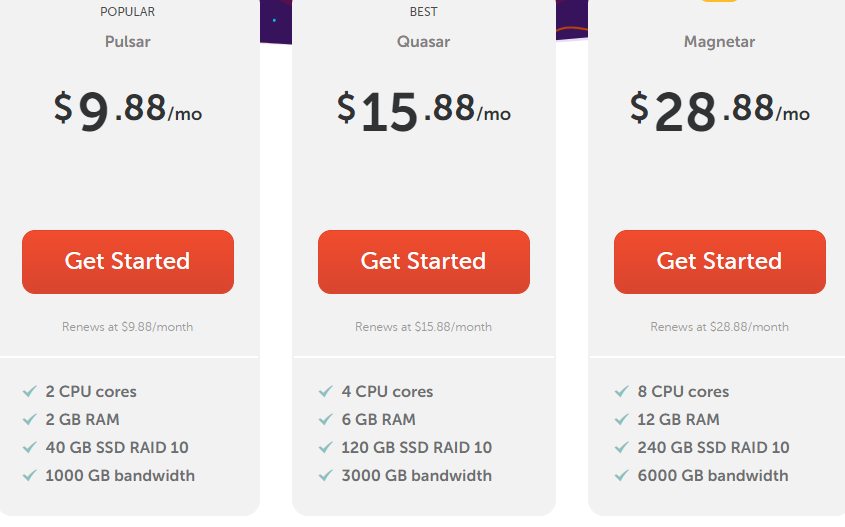 POPULAR
Pulsar
$9.88/mo
Get Started
Renews at $9.88/month
2 CPU cores
2 GB RAM
40 GB SSD RAID 10
1000 GB bandwidth
BEST
Quasar
$15.88/mo
Get Started
Renews at $15.88/month
4 CPU cores
6 GB RAM
120 GB SSD RAID 10
3000 GB bandwidth
Magnetar
$28.88/mo
Get Started
Renews at $28.88/month
8 CPU cores
12 GB RAM
240 GB SSD RAID 10
6000 GB bandwidth